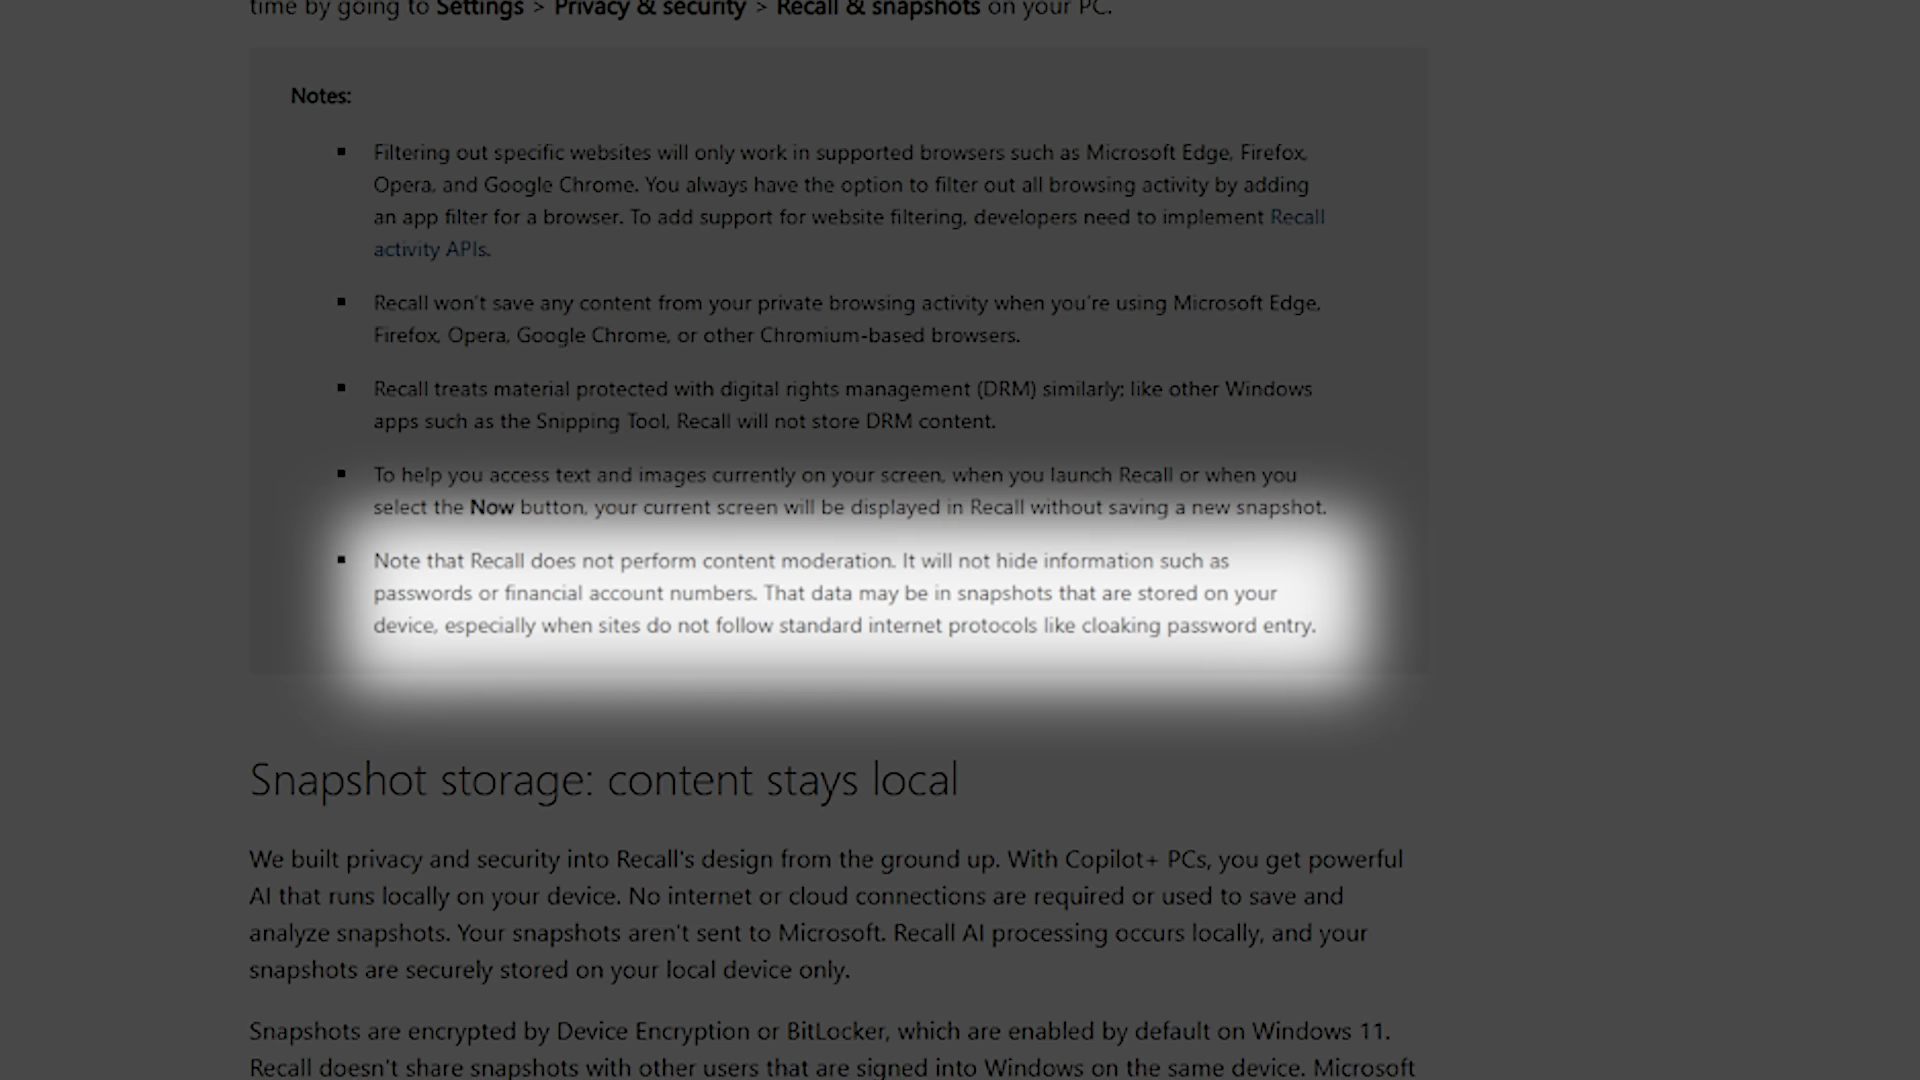 time by going to Settings > Privacy & security > Recall & snapshots on your PC.
Notes:
▪ Filtering out specific websites will only work in supported browsers such as Microsoft Edge, Firefox,
Opera, and Google Chrome. You always have the option to filter out all browsing activity by adding
an app filter for a browser. To add support for website filtering, developers need to implement Recall
activity APIs.
▪ Recall won't save any content from your private browsing activity when you're using Microsoft Edge,
Firefox, Opera, Google Chrome, or other Chromium-based browsers.
▪ Recall treats material protected with digital rights management (DRM) similarly; like other Windows
apps such as the Snipping Tool, Recall will not store DRM content.
▪ To help you access text and images currently on your screen, when you launch Recall or when you
select the Now button, your current screen will be displayed in Recall without saving a new snapshot.
▪ Note that Recall does not perform content moderation. It will not hide information such as
passwords or financial account numbers. That data may be in snapshots that are stored on your
device, especially when sites do not follow standard internet protocols like cloaking password entry.
Snapshot storage: content stays local
We built privacy and security into Recall's design from the ground up. With Copilot+ PCs, you get powerful
AI that runs locally on your device. No internet or cloud connections are required or used to save and
analyze snapshots. Your snapshots aren't sent to Microsoft. Recall AI processing occurs locally, and your
snapshots are securely stored on your local device only.
Snapshots are encrypted by Device Encryption or BitLocker, which are enabled by default on Windows 11.
Recall doesn't share snapshots with other users that are signed into Windows on the same device. Microsoft